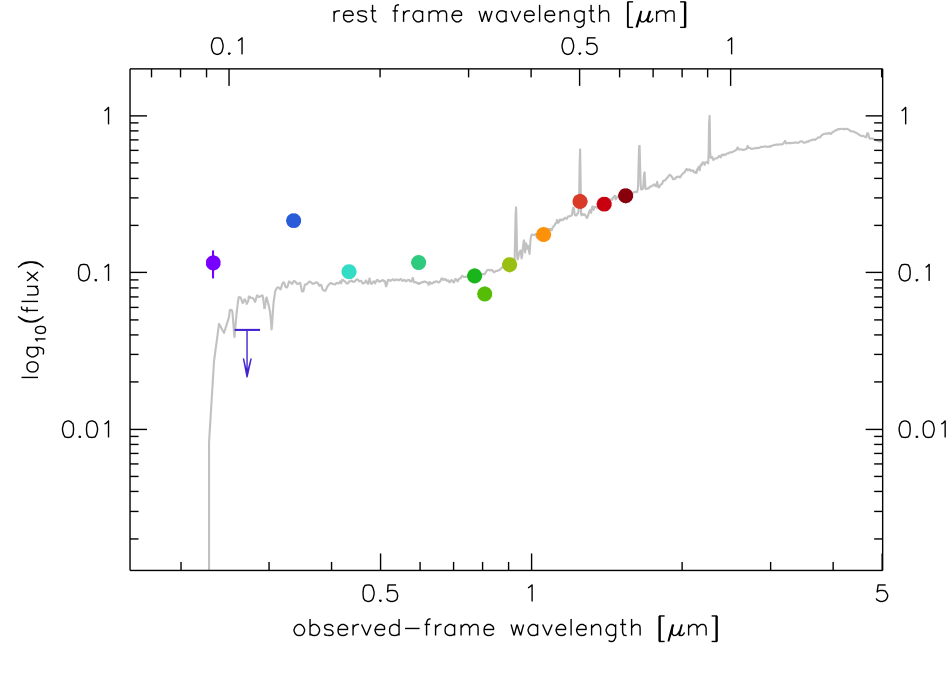 rest frame wavelength [μm]
0.1 0.5 1
1 1
0.1 0.1
log10(flux)
0.01 0.01
0.5 1 5
observed-frame wavelength [μm]